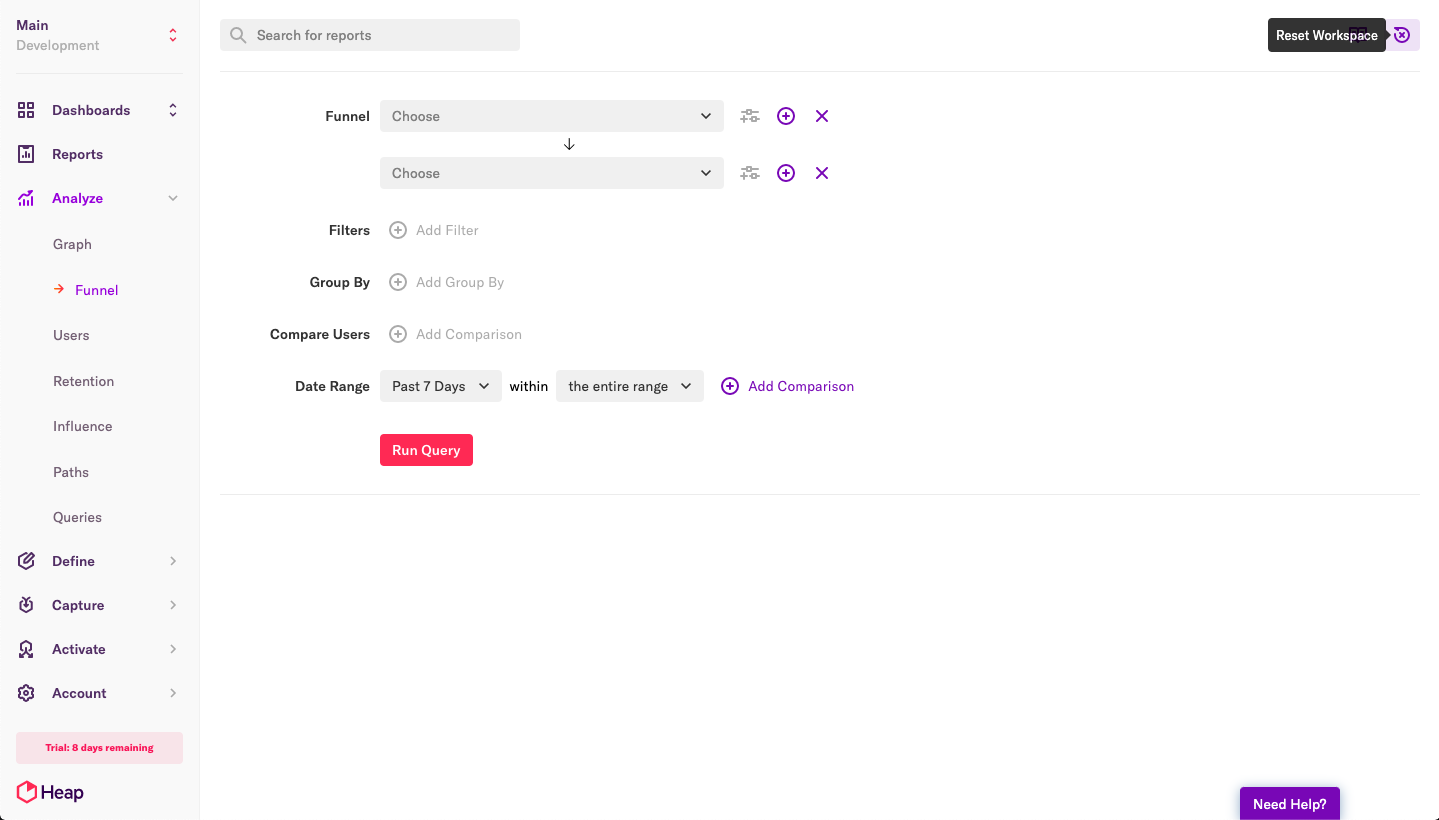 Main
Development
Dashboards
Reports
Analyze
Graph
Funnel
Users
Retention
Influence
Paths
Queries
Define
Capture
Activate
Account
Trial: 8 days remaining
Heap
Search for reports
Reset Workspace
Funnel
Choose
Choose
Filters
Add Filter
Group By
Add Group By
Compare Users
Add Comparison
Date Range
Past 7 Days
within
the entire range
Add Comparison
Run Query
Need Help?